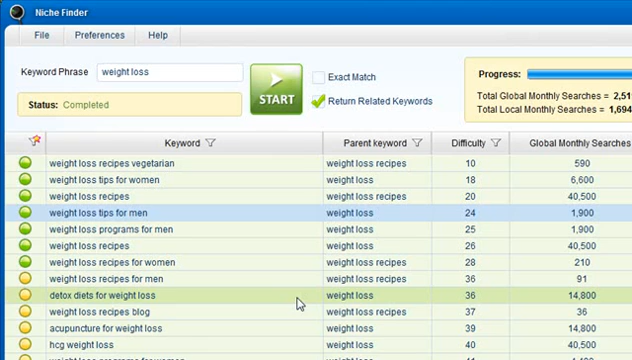 Niche Finder
File Preferences Help
Keyword Phrase weight loss
Status: Completed
START
Exact Match
Return Related Keywords
Progress:
Total Global Monthly Searches = 2,51
Total Local Monthly Searches = 1,694
Keyword Parent keyword Difficulty Global Monthly Searches
weight loss recipes vegetarian weight loss recipes 10 590
weight loss tips for women weight loss 18 6,600
weight loss recipes weight loss recipes 20 40,500
weight loss tips for men weight loss 24 1,900
weight loss programs for men weight loss 25 1,900
weight loss recipes weight loss 26 40,500
weight loss recipes for women weight loss recipes 28 210
weight loss recipes for men weight loss recipes 36 91
detox diets for weight loss weight loss 36 14,800
weight loss recipes blog weight loss recipes 37 36
acupuncture for weight loss weight loss 39 14,800
hcg weight loss weight loss 40 40,500